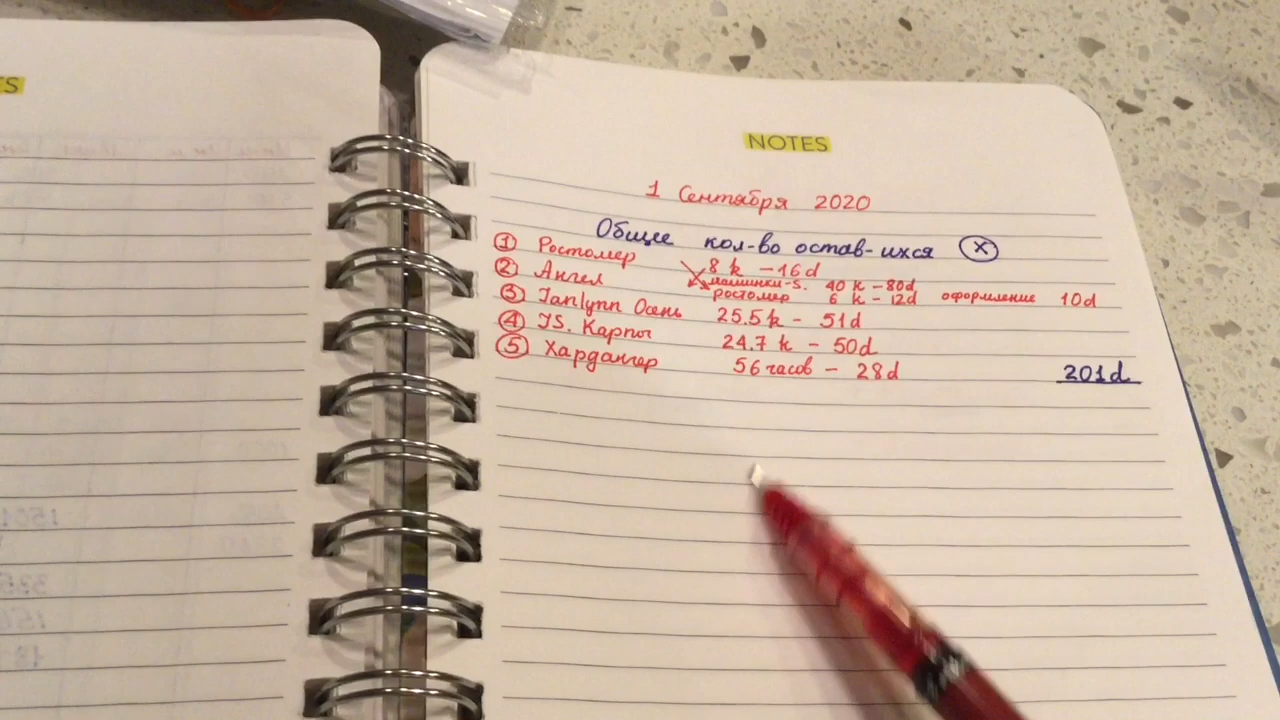 NOTES
1 Сентября 2020
Общее кол-во остав-ихся (x)
① Ростомер 8 k – 16d
② Ангел машинки-S. 40 k – 80d,
ростомер 6 k – 12d оформление 10d
③ Janlynn Осень 25.5 k – 51d
④ JS. Карпы 24.7 k – 50d
⑤ Хардангер 56 часов – 28d
201d